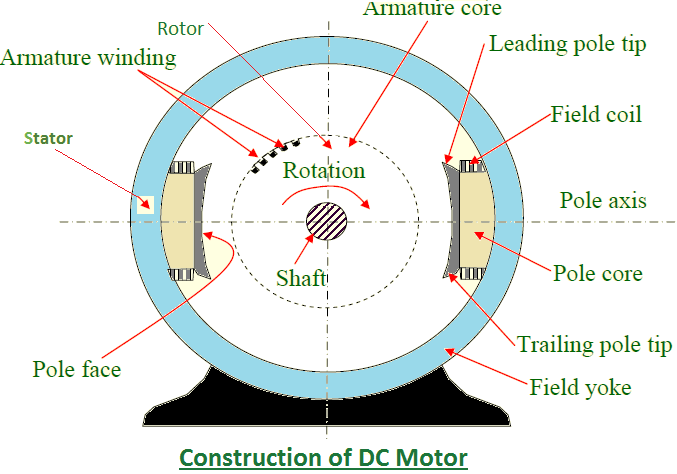 Armature core
Rotor
Leading pole tip
Armature winding
Field coil
Stator
Rotation
Pole axis
Shaft
Pole core
Trailing pole tip
Pole face
Field yoke
Construction of DC Motor